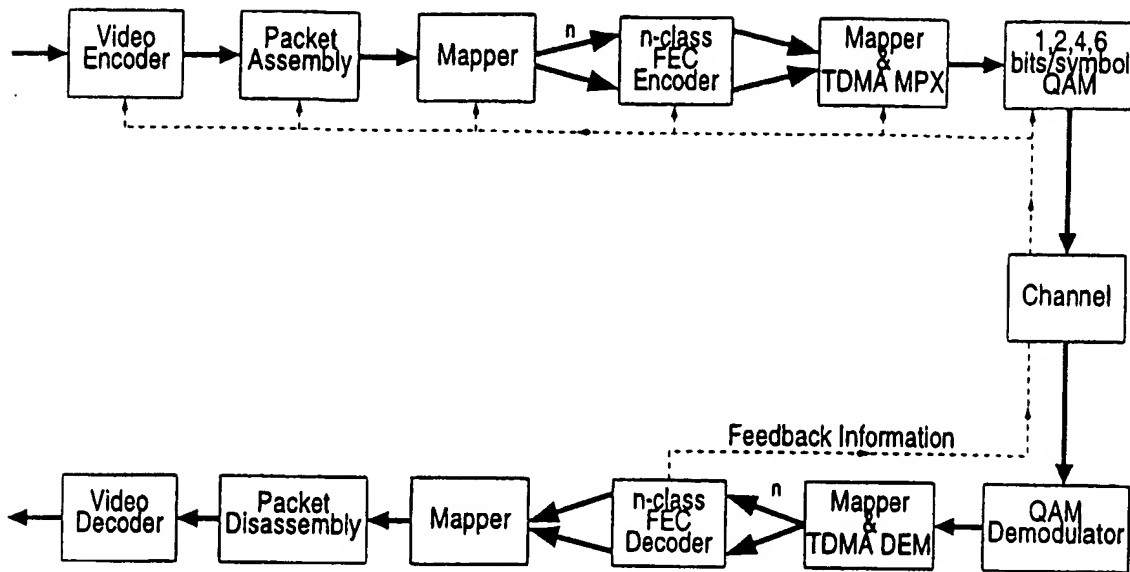 Video
Encoder
Packet
Assembly
Mapper
n
n-class
FEC
Encoder
Mapper
&
TDMA MPX
1,2,4,6
bits/symbol
QAM
Channel
Feedback Information
Video
Decoder
Packet
Disassembly
Mapper
n-class
FEC
Decoder
n
Mapper
&
TDMA DEM
QAM
Demodulator